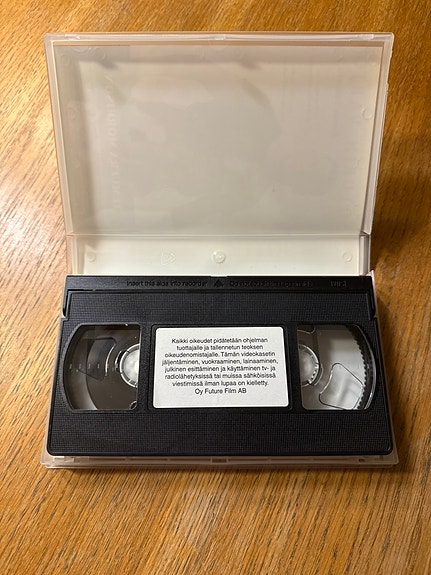 Insert this side into recorder
Kaikki oikeudet pidätetään ohjelman
tuottajalle ja tallennetun teoksen
oikeudenomistajalle. Tämän videokasetin
jäljentäminen, vuokraaminen, lainaaminen,
julkinen esittäminen ja käyttäminen tv- ja
radiolähetyksissä tai muissa sähköisissä
viestimissä ilman lupaa on kielletty.
Oy Future Film AB